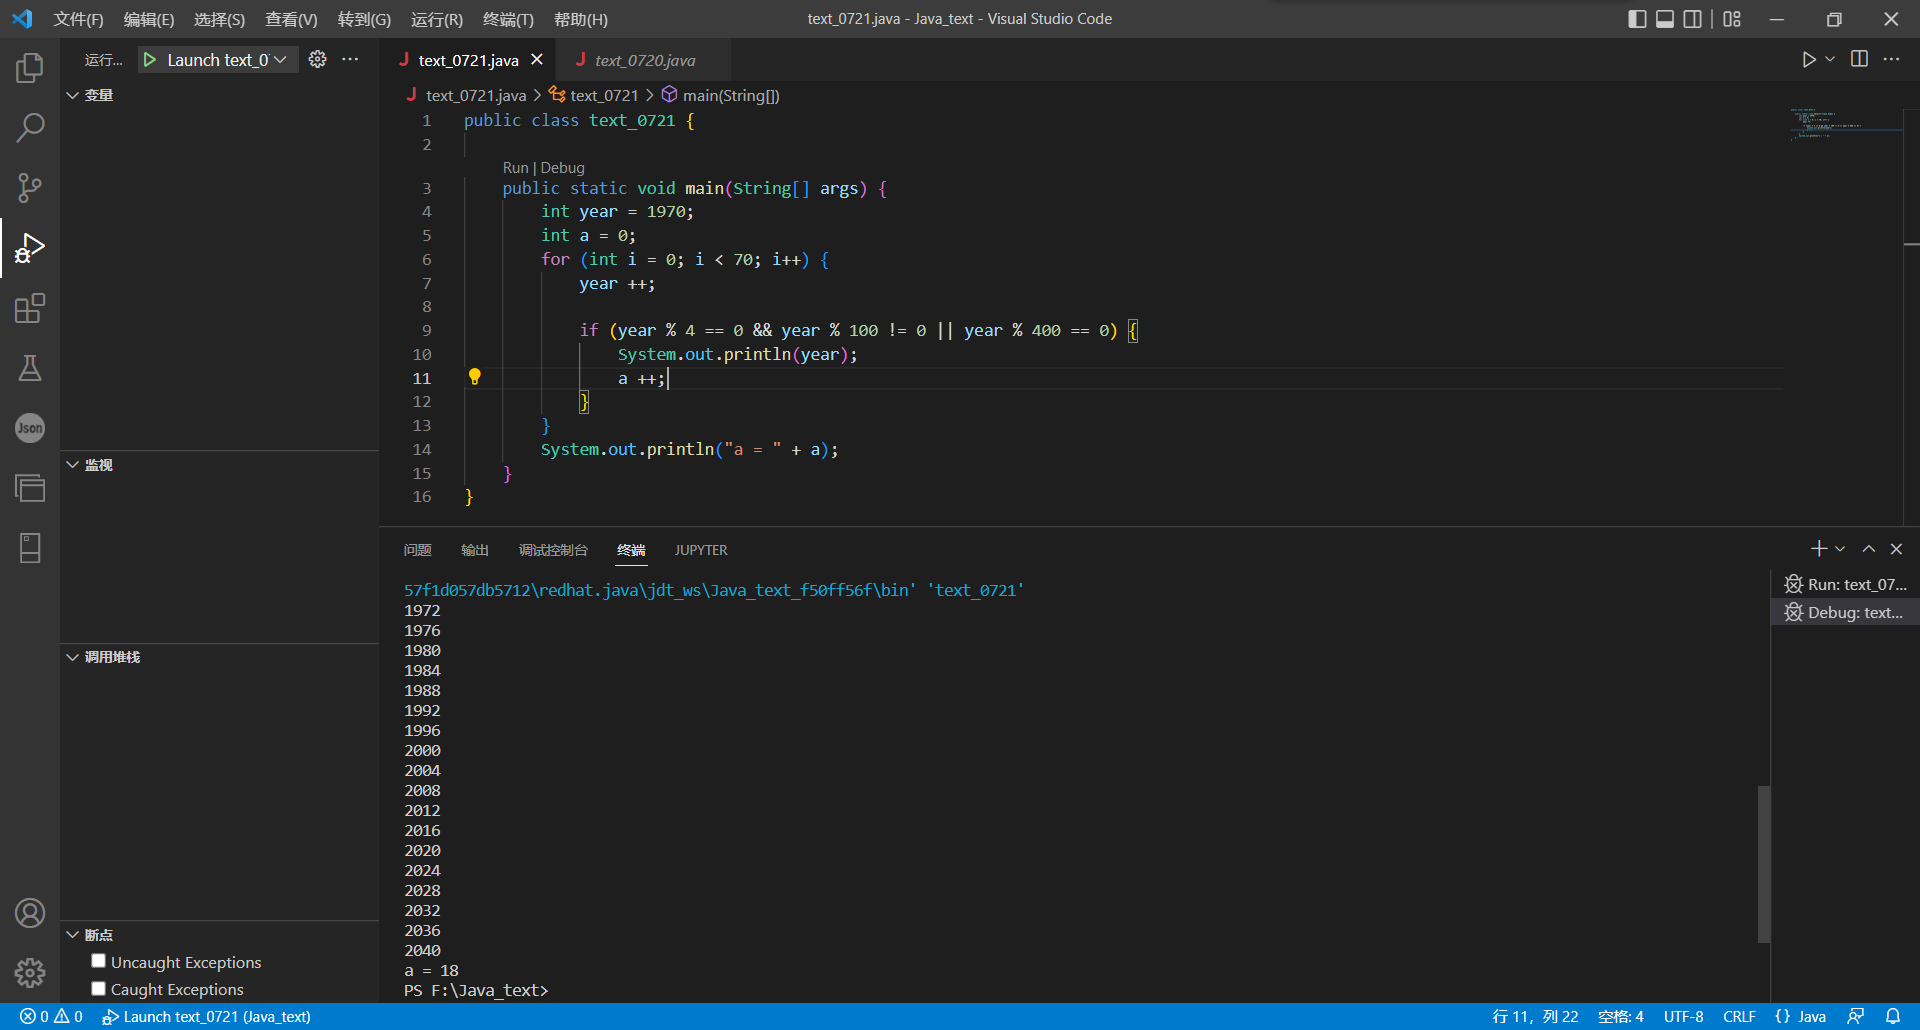 文件(F) 编辑(E) 选择(S) 查看(V) 转到(G) 运行(R) 终端(T) 帮助(H) text_0721.java - Java_text - Visual Studio Code
运行... Launch text_0
变量
监视
调用堆栈
断点
Uncaught Exceptions
Caught Exceptions
Json
text_0721.java text_0720.java
text_0721.java > text_0721 > main(String[])
1 public class text_0721 {
2
Run | Debug
3 public static void main(String[] args) {
4 int year = 1970;
5 int a = 0;
6 for (int i = 0; i < 70; i++) {
7 year ++;
8
9 if (year % 4 == 0 && year % 100 != 0 || year % 400 == 0) {
10 System.out.println(year);
11 a ++;
12 }
13 }
14 System.out.println("a = " + a);
15 }
16 }
问题 输出 调试控制台 终端 JUPYTER
57f1d057db5712\redhat.java\jdt_ws\Java_text_f50ff56f\bin' 'text_0721'
1972
1976
1980
1984
1988
1992
1996
2000
2004
2008
2012
2016
2020
2024
2028
2032
2036
2040
a = 18
PS F:\Java_text>
Run: text_07...
Debug: text...
0 0 Launch text_0721 (Java_text) 行 11，列 22 空格: 4 UTF-8 CRLF {} Java